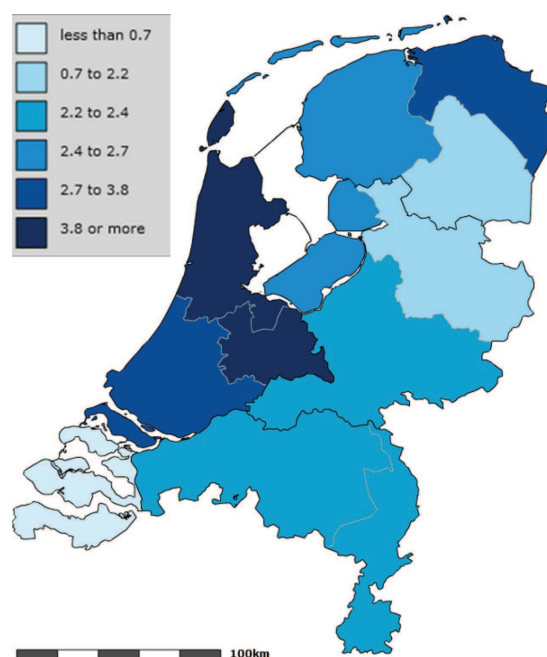 less than 0.7
0.7 to 2.2
2.2 to 2.4
2.4 to 2.7
2.7 to 3.8
3.8 or more
100km